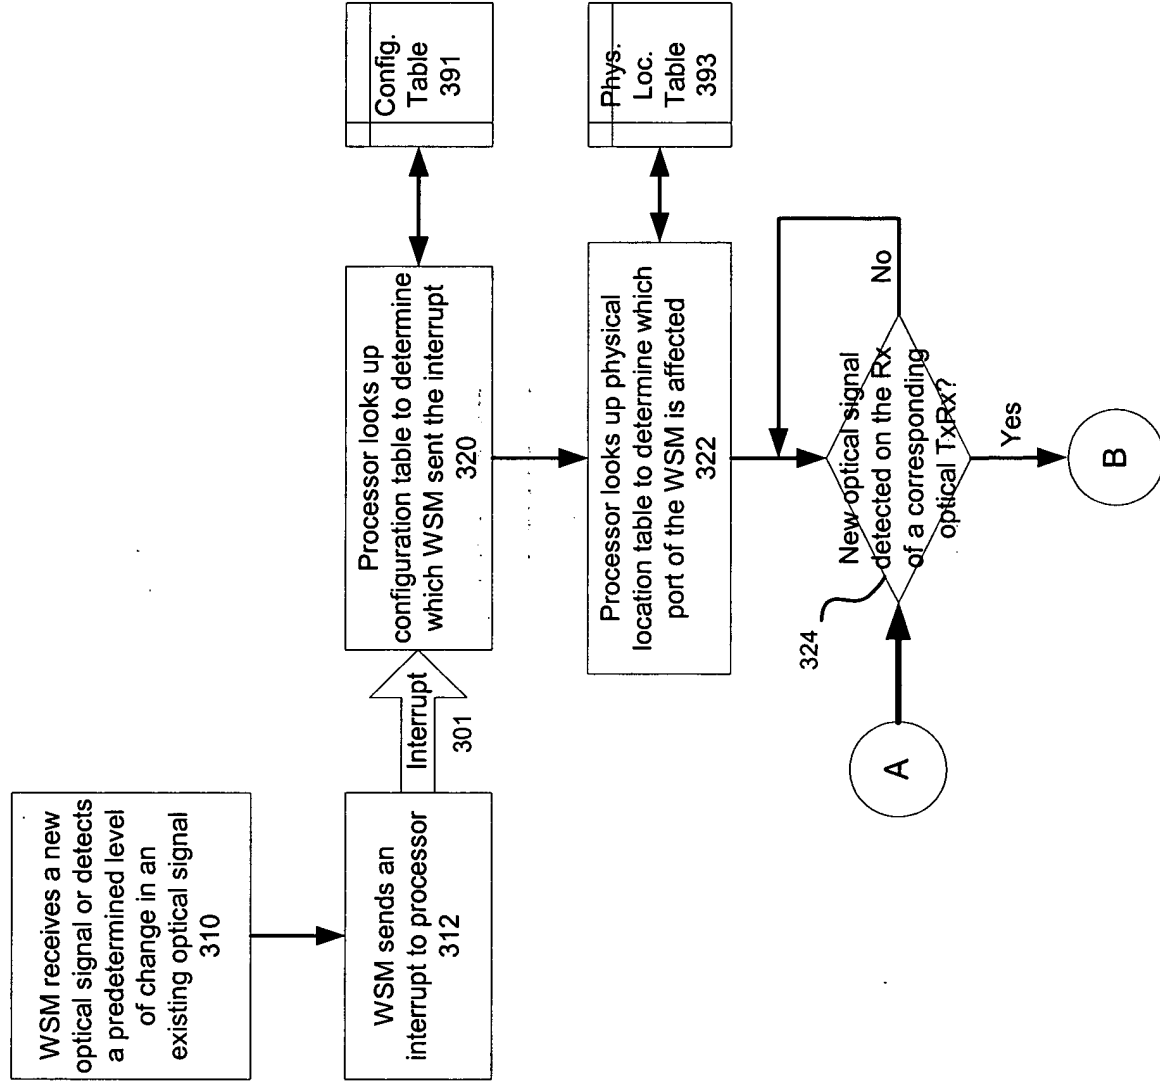 WSM receives a new
optical signal or detects
a predetermined level
of change in an
existing optical signal
310
WSM sends an
interrupt to processor
312
Interrupt
301
Processor looks up
configuration table to determine
which WSM sent the interrupt
320
Config.
Table
391
Processor looks up physical
location table to determine which
port of the WSM is affected
322
Phys.
Loc.
Table
393
324
New optical signal
detected on the Rx
of a corresponding
optical TxRx?
No
Yes
A
B